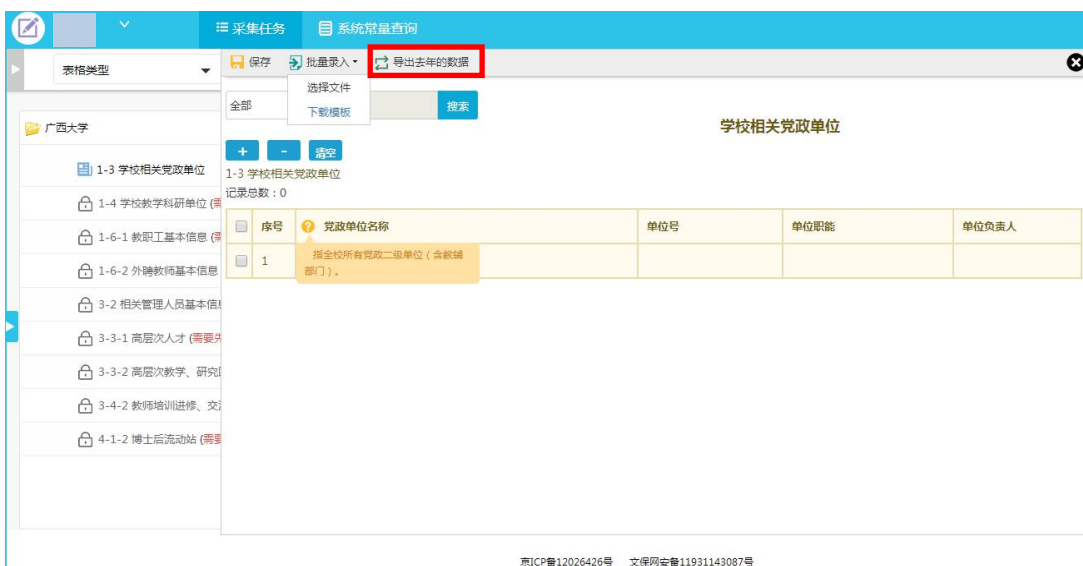 采集任务 系统常量查询
表格类型
保存 批量录入 导出去年的数据
选择文件
下载模板
全部 搜索
学校相关党政单位
广西大学
+ - 清空
1-3 学校相关党政单位
记录总数：0
序号 ? 党政单位名称 单位号 单位职能 单位负责人
1
指全校所有党政二级单位（含教辅
部门）。
1-3 学校相关党政单位
1-4 学校教学科研单位 (需
1-6-1 教职工基本信息 (需
1-6-2 外聘教师基本信息
3-2 相关管理人员基本信息
3-3-1 高层次人才 (需要先
3-3-2 高层次教学、研究团
3-4-2 教师培训进修、交流
4-1-2 博士后流动站 (需要
京ICP备12026426号 文保网安备11931143087号